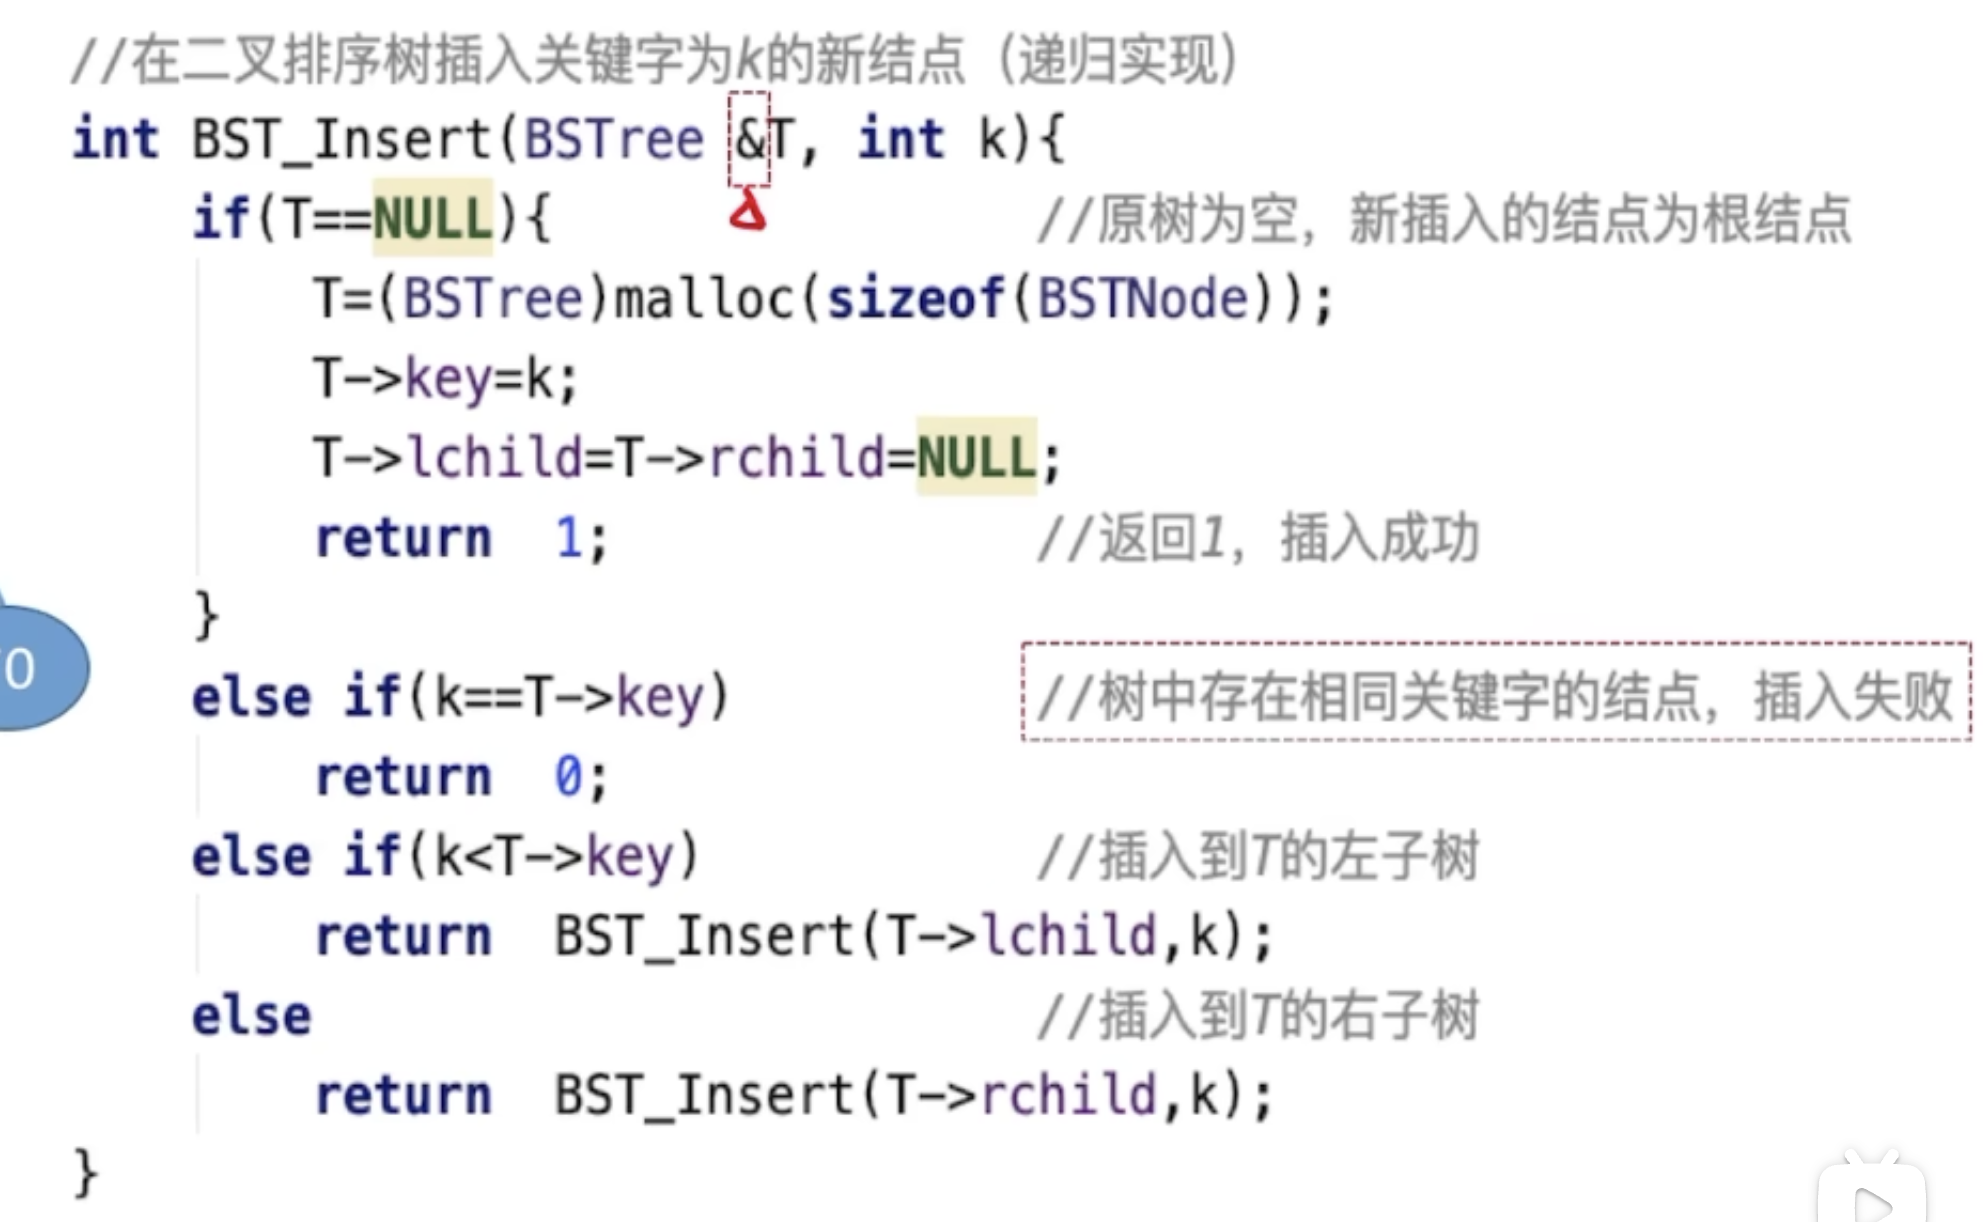 //在二叉排序树插入关键字为k的新结点（递归实现）
int BST_Insert(BSTree &T, int k){
if(T==NULL){ //原树为空，新插入的结点为根结点
T=(BSTree)malloc(sizeof(BSTNode));
T->key=k;
T->lchild=T->rchild=NULL;
return 1; //返回1，插入成功
}
0
else if(k==T->key) //树中存在相同关键字的结点，插入失败
return 0;
else if(k<T->key) //插入到T的左子树
return BST_Insert(T->lchild,k);
else //插入到T的右子树
return BST_Insert(T->rchild,k);
}